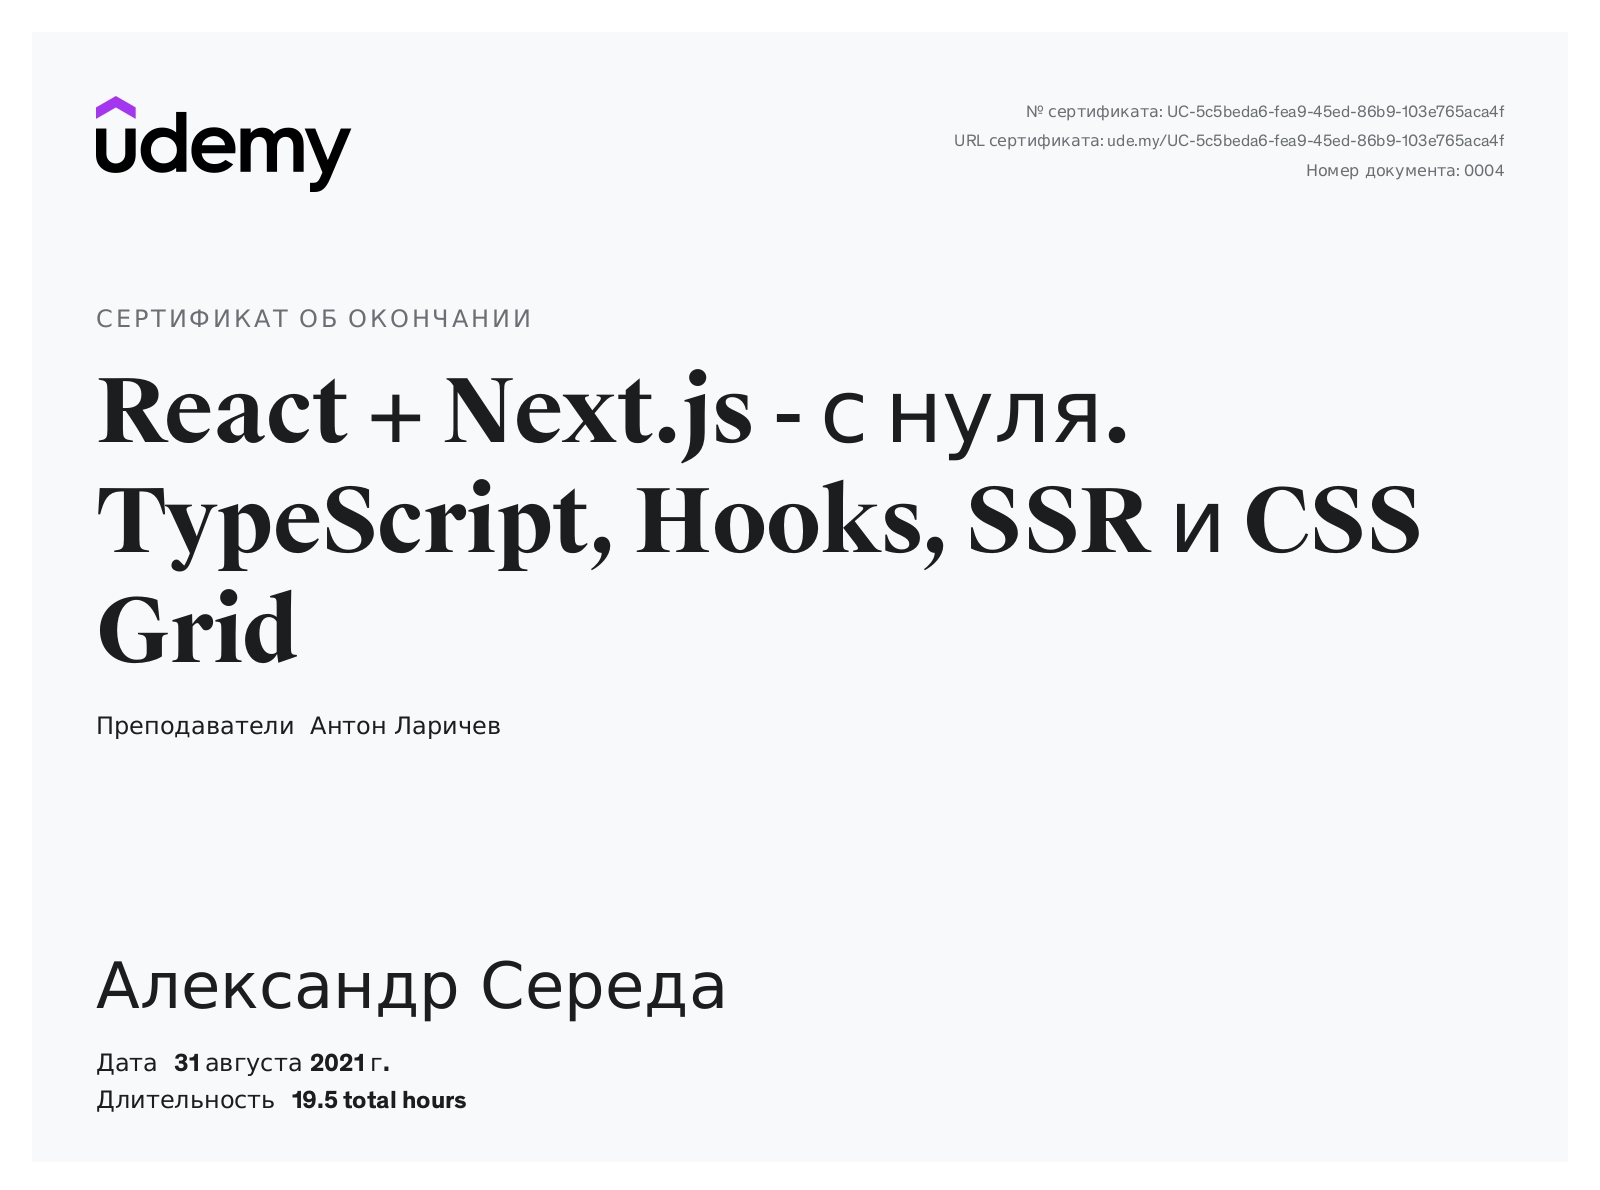 udemy
№ сертификата: UC-5c5beda6-fea9-45ed-86b9-103e765aca4f
URL сертификата: ude.my/UC-5c5beda6-fea9-45ed-86b9-103e765aca4f
Номер документа: 0004
СЕРТИФИКАТ ОБ ОКОНЧАНИИ
React + Next.js - с нуля.
TypeScript, Hooks, SSR и CSS
Grid
Преподаватели Антон Ларичев
Александр Середа
Дата 31 августа 2021 г.
Длительность 19.5 total hours